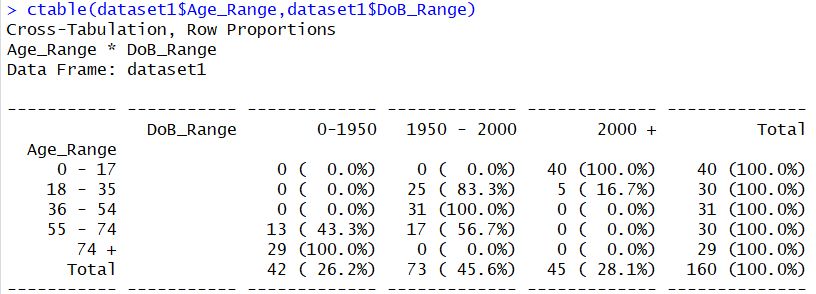 > ctable(dataset1$Age_Range,dataset1$DoB_Range)
Cross-Tabulation, Row Proportions
Age_Range * DoB_Range
Data Frame: dataset1
----------- ----------- ------------- ------------- ------------- --------------
DoB_Range 0-1950 1950 - 2000 2000 + Total
Age_Range
0 - 17 0 (  0.0%) 0 (  0.0%) 40 (100.0%) 40 (100.0%)
18 - 35 0 (  0.0%) 25 ( 83.3%) 5 ( 16.7%) 30 (100.0%)
36 - 54 0 (  0.0%) 31 (100.0%) 0 (  0.0%) 31 (100.0%)
55 - 74 13 ( 43.3%) 17 ( 56.7%) 0 (  0.0%) 30 (100.0%)
74 + 29 (100.0%) 0 (  0.0%) 0 (  0.0%) 29 (100.0%)
Total 42 ( 26.2%) 73 ( 45.6%) 45 ( 28.1%) 160 (100.0%)
----------- ----------- ------------- ------------- ------------- --------------